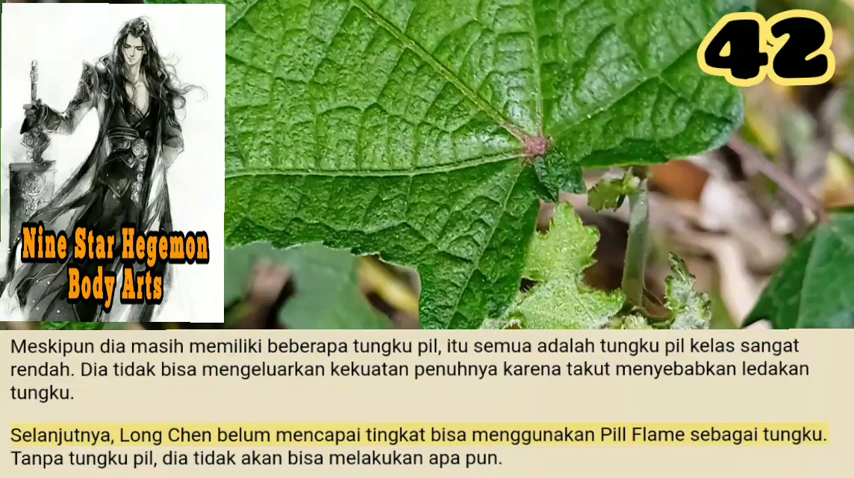 42
Nine Star Hegemon
Body Arts
Meskipun dia masih memiliki beberapa tungku pil, itu semua adalah tungku pil kelas sangat
rendah. Dia tidak bisa mengeluarkan kekuatan penuhnya karena takut menyebabkan ledakan
tungku.
Selanjutnya, Long Chen belum mencapai tingkat bisa menggunakan Pill Flame sebagai tungku.
Tanpa tungku pil, dia tidak akan bisa melakukan apa pun.